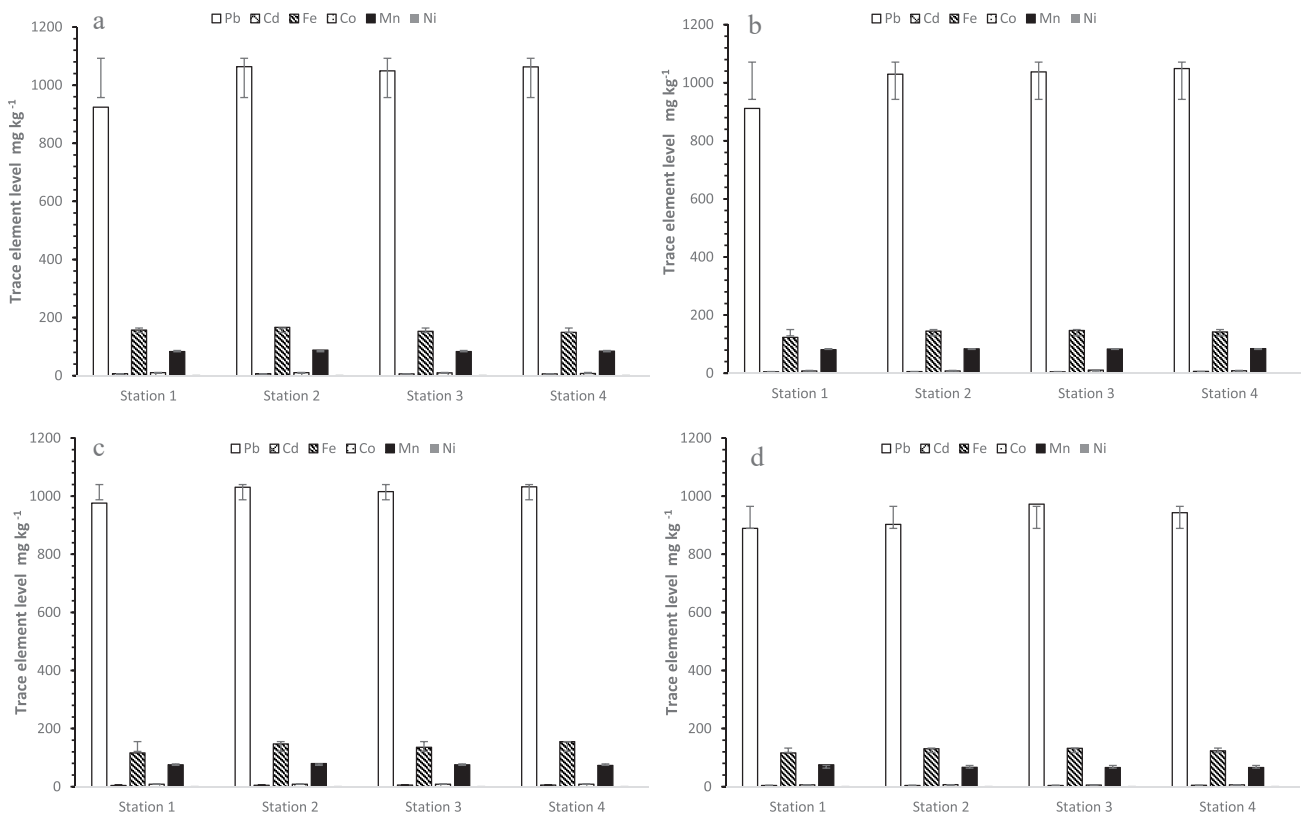 a
Pb Cd Fe Co Mn Ni
1200
1000
800
600
400
200
0
Trace element level mg kg-1
Station 1 Station 2 Station 3 Station 4
b
Pb Cd Fe Co Mn Ni
1200
1000
800
600
400
200
0
Trace element level mg kg-1
Station 1 Station 2 Station 3 Station 4
c
Pb Cd Fe Co Mn Ni
1200
1000
800
600
400
200
0
Trace element level mg kg-1
Station 1 Station 2 Station 3 Station 4
d
Pb Cd Fe Co Mn Ni
1200
1000
800
600
400
200
0
Trace element level mg kg-1
Station 1 Station 2 Station 3 Station 4